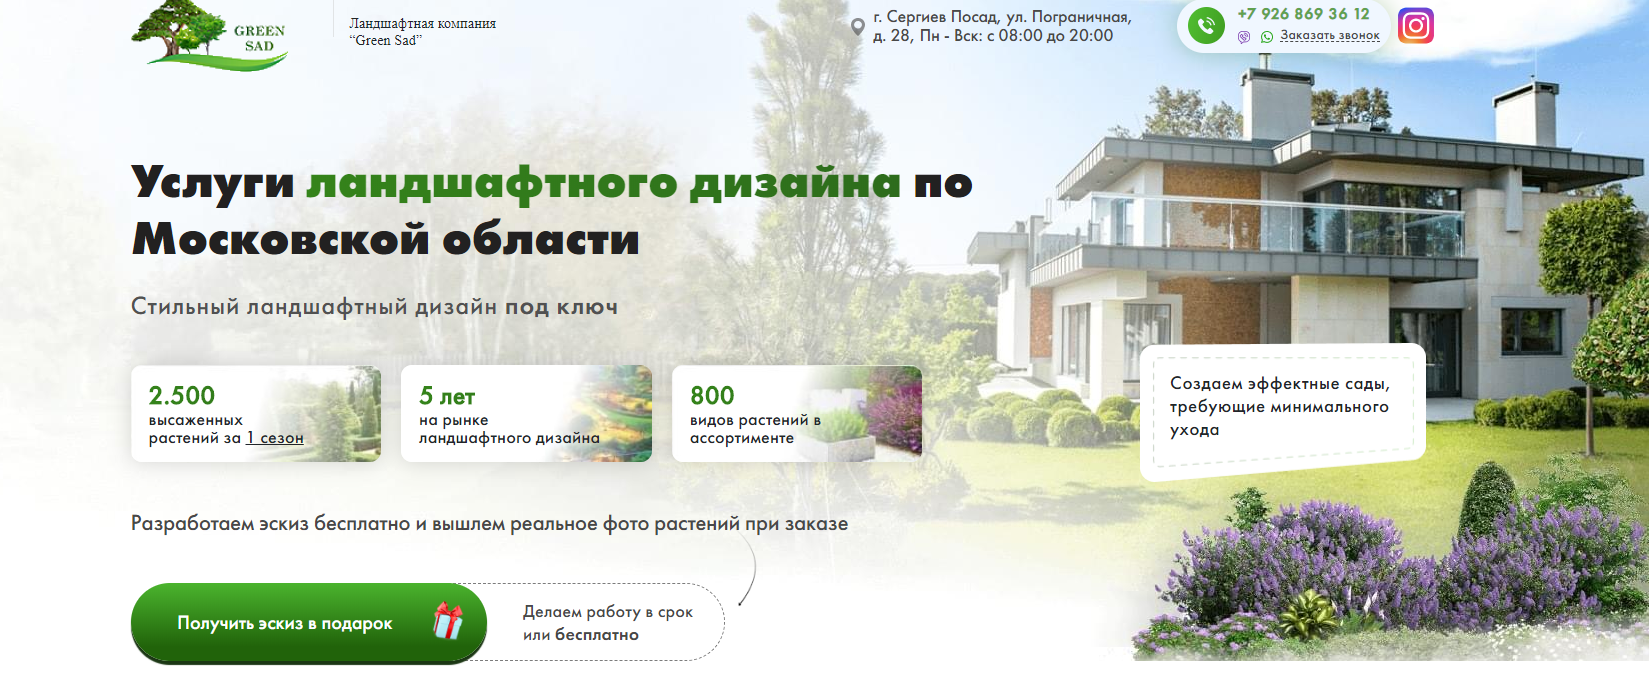 GREEN
SAD
Ландшафтная компания
“Green Sad”
г. Сергиев Посад, ул. Пограничная,
д. 28, Пн - Вск: с 08:00 до 20:00
+7 926 869 36 12
Заказать звонок
Услуги ландшафтного дизайна по
Московской области
Стильный ландшафтный дизайн под ключ
2.500
высаженных
растений за 1 сезон
5 лет
на рынке
ландшафтного дизайна
800
видов растений в
ассортименте
Создаем эффектные сады,
требующие минимального
ухода
Разработаем эскиз бесплатно и вышлем реальное фото растений при заказе
Получить эскиз в подарок
Делаем работу в срок
или бесплатно